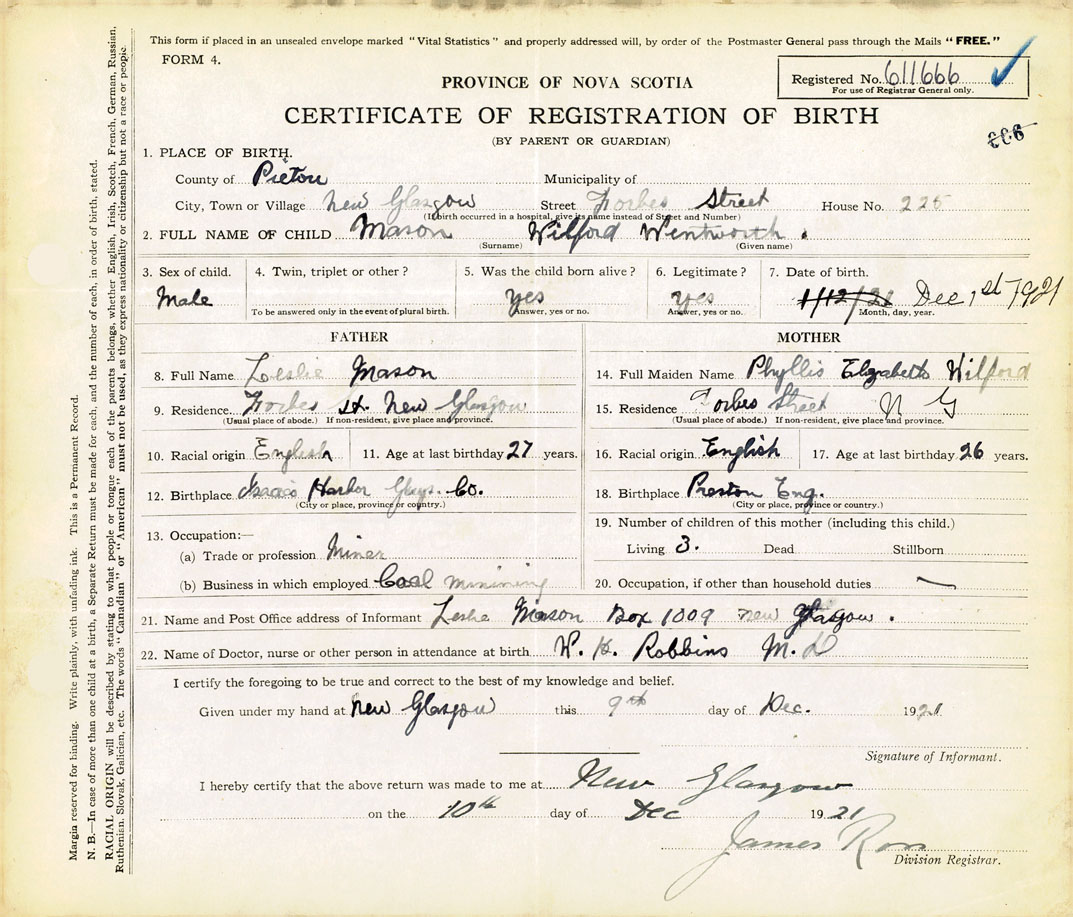 This form if placed in an unsealed envelope marked "Vital Statistics" and properly addressed will, by order of the Postmaster General pass through the Mails "FREE."
FORM 4.
Registered No. 611666
For use of Registrar General only.
PROVINCE OF NOVA SCOTIA
CERTIFICATE OF REGISTRATION OF BIRTH
(BY PARENT OR GUARDIAN)
666
1. PLACE OF BIRTH.
County of Pictou Municipality of
City, Town or Village New Glasgow Street Forbes Street House No. 225
(If birth occurred in a hospital, give its name instead of Street and Number)
2. FULL NAME OF CHILD Mason Wilford Wentworth.
(Surname) (Given name)
3. Sex of child. 4. Twin, triplet or other? 5. Was the child born alive? 6. Legitimate? 7. Date of birth.
Male yes yes 1/12/21 Dec 1st 1921
To be answered only in the event of plural birth. Answer, yes or no. Answer, yes or no. Month, day, year.
FATHER MOTHER
8. Full Name Leslie Mason 14. Full Maiden Name Phyllis Elizabeth Wilford
9. Residence Forbes St. New Glasgow 15. Residence Forbes Street N G
(Usual place of abode.) If non-resident, give place and province. (Usual place of abode.) If non-resident, give place and province.
10. Racial origin English 11. Age at last birthday 27 years. 16. Racial origin English 17. Age at last birthday 26 years.
12. Birthplace Isaacs Harbor Guys. Co. 18. Birthplace Preston Eng.
(City or place, province or country.) (City or place, province or country.)
13. Occupation:— 19. Number of children of this mother (including this child.)
(a) Trade or profession Miner Living 3. Dead Stillborn
(b) Business in which employed Coal minining 20. Occupation, if other than household duties —
21. Name and Post Office address of Informant Leslie Mason Box 1009 New Glasgow.
22. Name of Doctor, nurse or other person in attendance at birth W. H. Robbins M.D
I certify the foregoing to be true and correct to the best of my knowledge and belief.
Given under my hand at New Glasgow this 9th day of Dec. 1921
Signature of Informant.
I hereby certify that the above return was made to me at New Glasgow
on the 10th day of Dec 1921
James Ross
Division Registrar.
Margin reserved for binding. Write plainly, with unfading ink. This is a Permanent Record.
N. B.—In case of more than one child at a birth, a Separate Return must be made for each, and the number of each, in order of birth, stated.
RACIAL ORIGIN will be described by stating to what people or tongue each of the parents belongs, whether English, Irish, Scotch, French, German, Russian,
Ruthenian, Slovak, Galician, etc. The words "Canadian" or "American" must not be used, as they express nationality or citizenship but not a race or people.